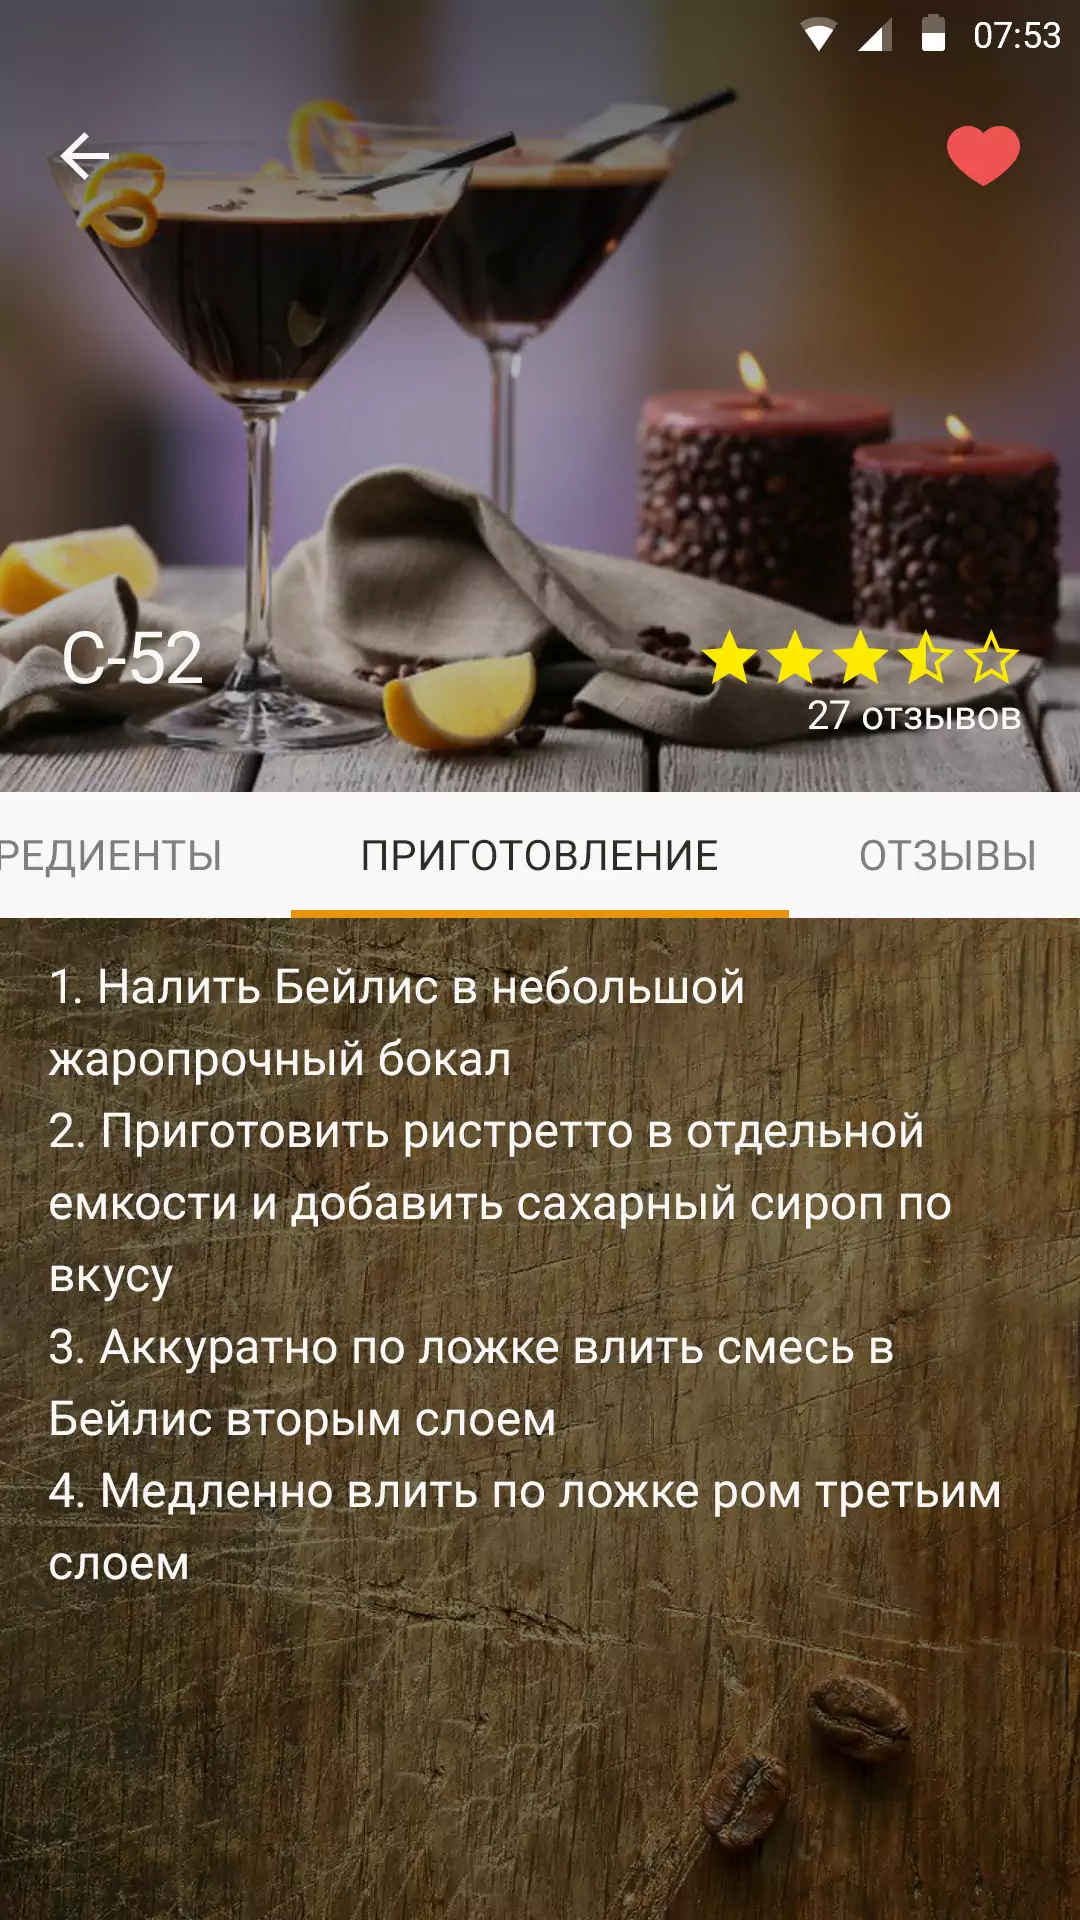 07:53
С-52
27 отзывов
РЕДИЕНТЫ
ПРИГОТОВЛЕНИЕ
ОТЗЫВЫ
1. Налить Бейлис в небольшой
жаропрочный бокал
2. Приготовить ристретто в отдельной
емкости и добавить сахарный сироп по
вкусу
3. Аккуратно по ложке влить смесь в
Бейлис вторым слоем
4. Медленно влить по ложке ром третьим
слоем